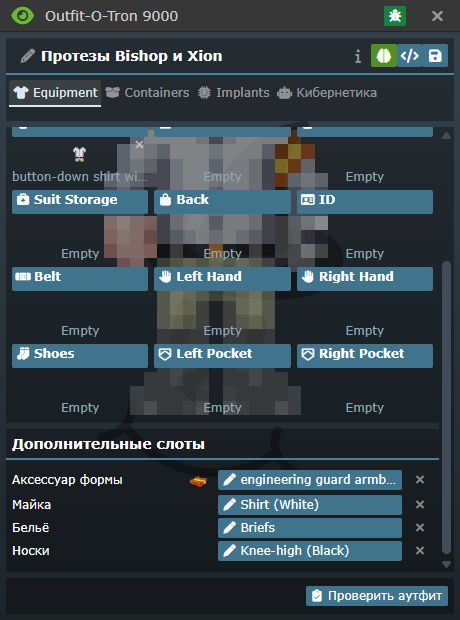 Outfit-O-Tron 9000
Протезы Bishop и Xion
Equipment Containers Implants Кибернетика
button-down shirt wi... Empty Empty
Suit Storage Back ID
Empty Empty Empty
Belt Left Hand Right Hand
Empty Empty Empty
Shoes Left Pocket Right Pocket
Empty Empty Empty
Дополнительные слоты
Аксессуар формы engineering guard armb...
Майка Shirt (White)
Бельё Briefs
Носки Knee-high (Black)
Проверить аутфит